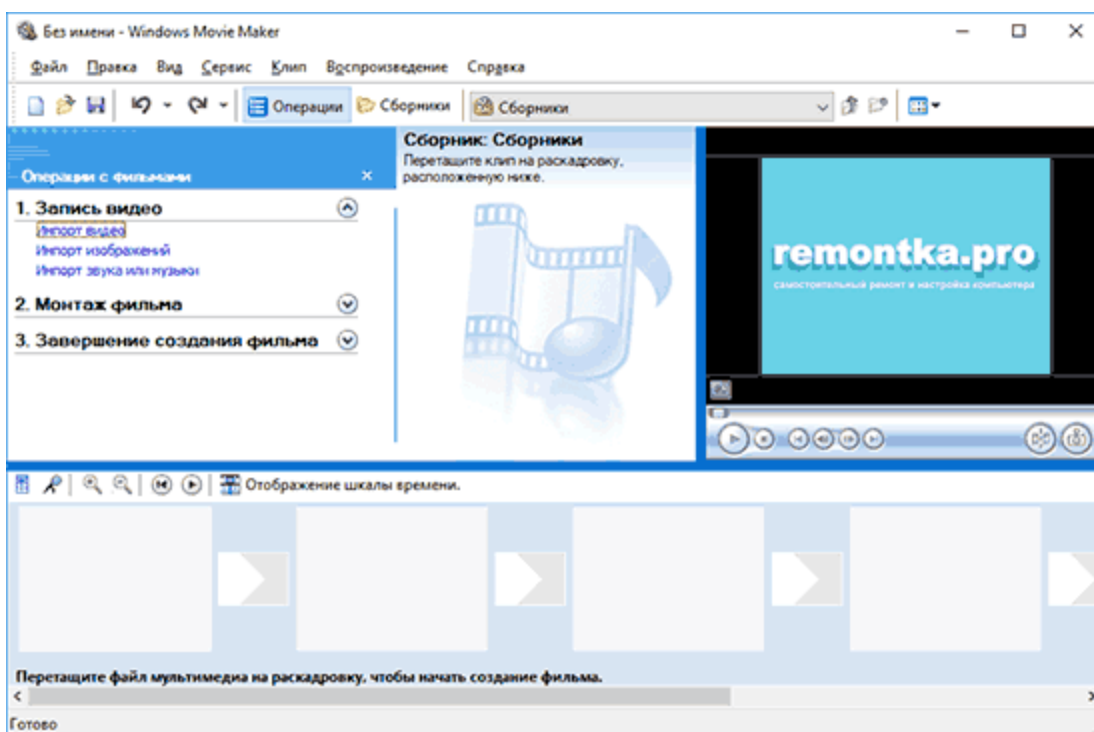 Без имени - Windows Movie Maker
Файл Правка Вид Сервис Клип Воспроизведение Справка
Операции Сборники Сборники
Операции с фильмами
1. Запись видео
Импорт видео
Импорт изображений
Импорт звука или музыки
2. Монтаж фильма
3. Завершение создания фильма
Сборник: Сборники
Перетащите клип на раскадровку,
расположенную ниже.
remontka.pro
самостоятельный ремонт и настройка компьютера
Отображение шкалы времени.
Перетащите файл мультимедиа на раскадровку, чтобы начать создание фильма.
Готово